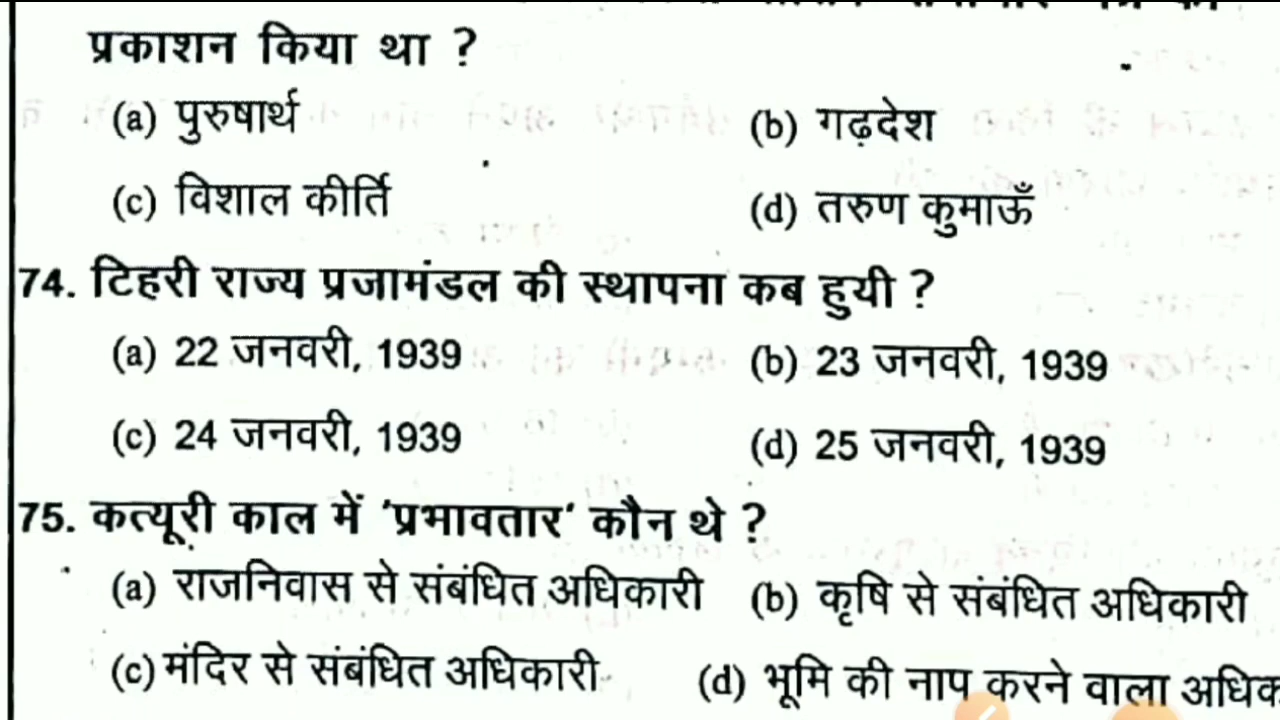 प्रकाशन किया था ?
(a) पुरुषार्थ (b) गढ़देश
(c) विशाल कीर्ति (d) तरुण कुमाऊँ
74. टिहरी राज्य प्रजामंडल की स्थापना कब हुयी ?
(a) 22 जनवरी, 1939 (b) 23 जनवरी, 1939
(c) 24 जनवरी, 1939 (d) 25 जनवरी, 1939
75. कत्यूरी काल में 'प्रभावतार' कौन थे ?
(a) राजनिवास से संबंधित अधिकारी (b) कृषि से संबंधित अधिकारी
(c) मंदिर से संबंधित अधिकारी (d) भूमि की नाप करने वाला